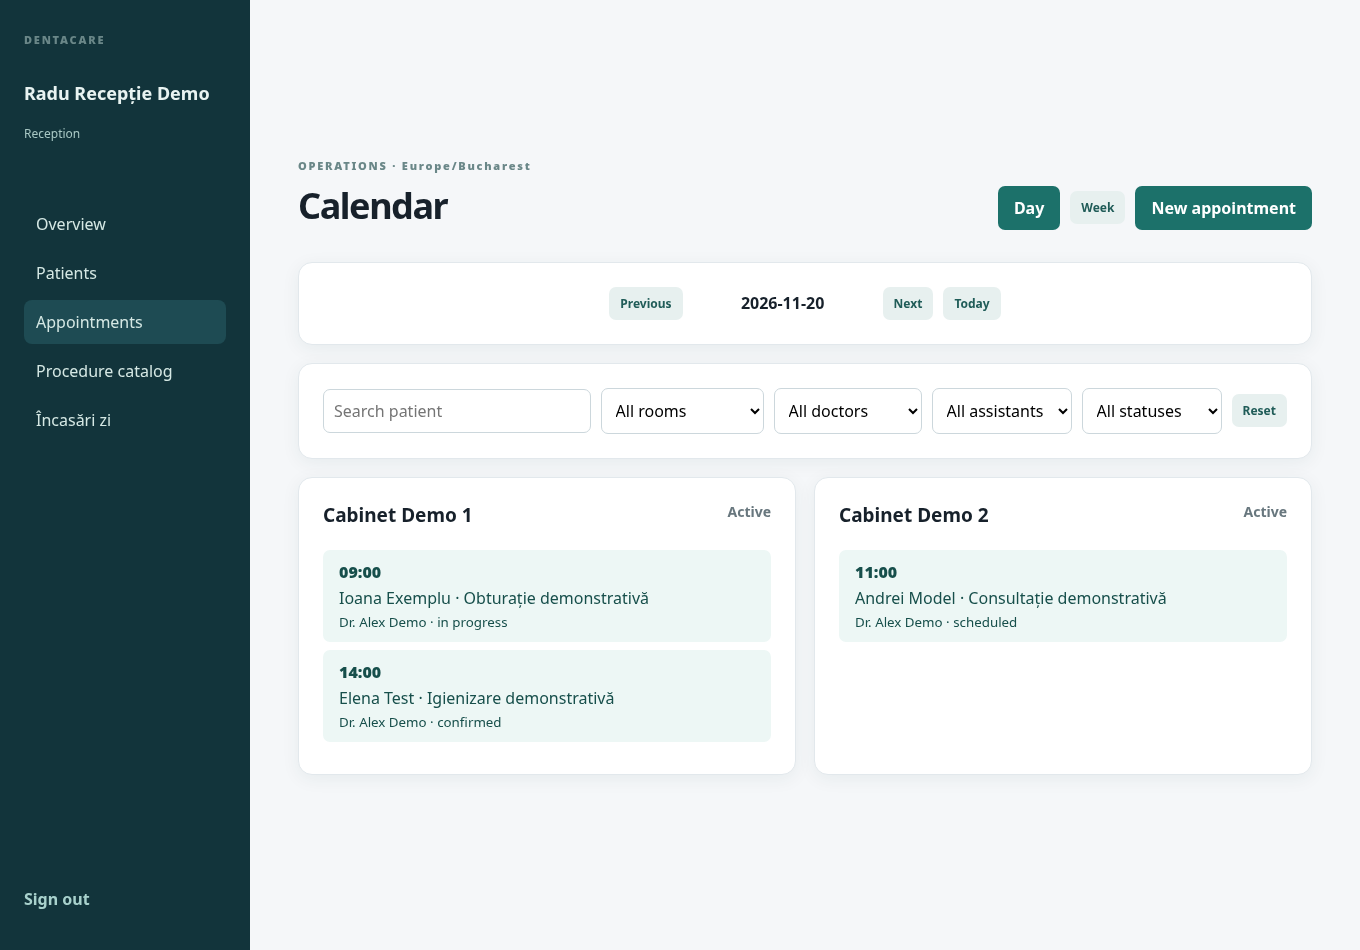 DENTACARE
Radu Recepție Demo
Reception
Overview
Patients
Appointments
Procedure catalog
Încasări zi
Sign out
OPERATIONS · Europe/Bucharest
Calendar
Day
Week
New appointment
Previous
2026-11-20
Next
Today
Search patient
All rooms
All doctors
All assistants
All statuses
Reset
Cabinet Demo 1
Active
09:00
Ioana Exemplu · Obturație demonstrativă
Dr. Alex Demo · in progress
14:00
Elena Test · Igienizare demonstrativă
Dr. Alex Demo · confirmed
Cabinet Demo 2
Active
11:00
Andrei Model · Consultație demonstrativă
Dr. Alex Demo · scheduled